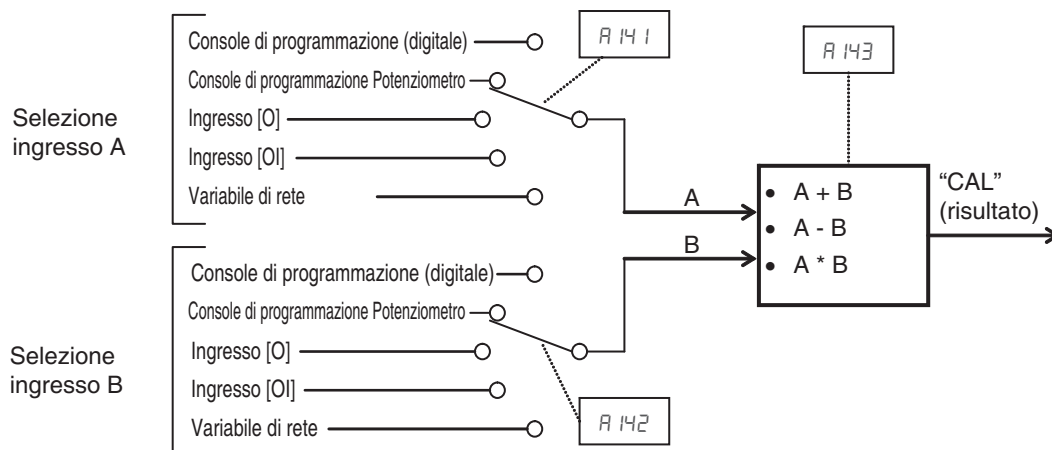 Selezione
ingresso A
Console di programmazione (digitale)
Console di programmazione Potenziometro
Ingresso [O]
Ingresso [OI]
Variabile di rete
A141
A143
A
B
• A + B
• A - B
• A * B
“CAL”
(risultato)
Selezione
ingresso B
Console di programmazione (digitale)
Console di programmazione Potenziometro
Ingresso [O]
Ingresso [OI]
Variabile di rete
A142